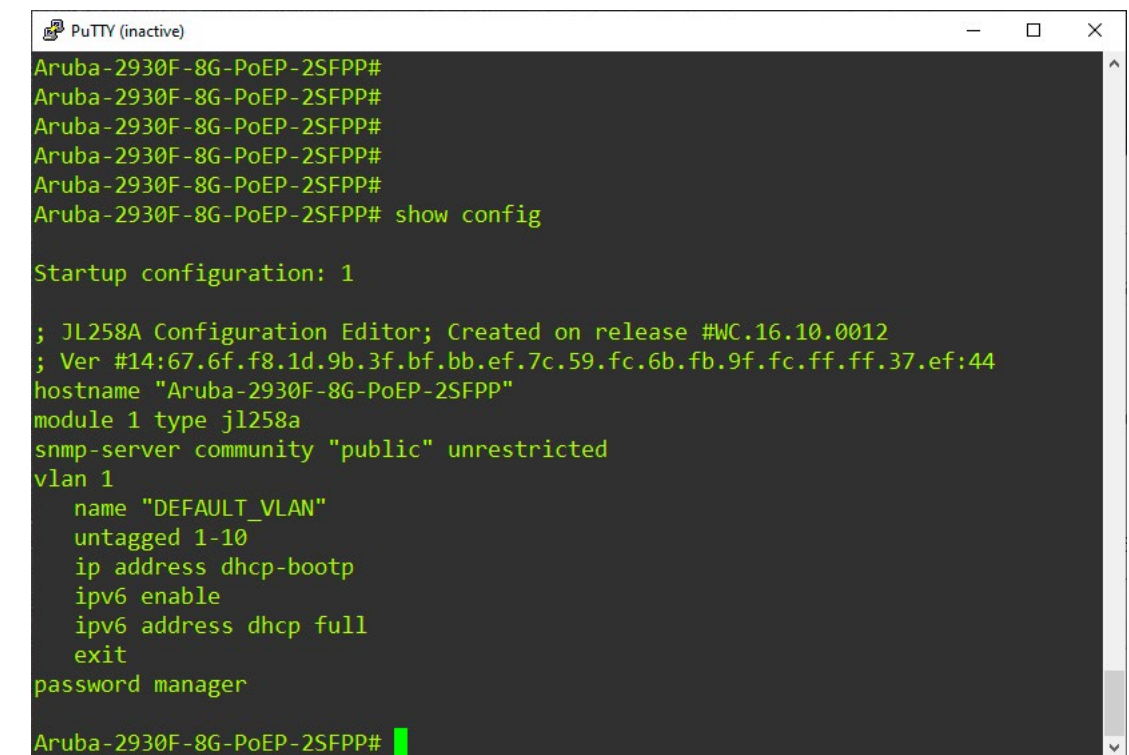 PuTTY (inactive)
Aruba-2930F-8G-PoEP-2SFPP#
Aruba-2930F-8G-PoEP-2SFPP#
Aruba-2930F-8G-PoEP-2SFPP#
Aruba-2930F-8G-PoEP-2SFPP#
Aruba-2930F-8G-PoEP-2SFPP#
Aruba-2930F-8G-PoEP-2SFPP# show config

Startup configuration: 1

; JL258A Configuration Editor; Created on release #WC.16.10.0012
; Ver #14:67.6f.f8.1d.9b.3f.bf.bb.ef.7c.59.fc.6b.fb.9f.fc.ff.ff.37.ef:44
hostname "Aruba-2930F-8G-PoEP-2SFPP"
module 1 type jl258a
snmp-server community "public" unrestricted
vlan 1
   name "DEFAULT_VLAN"
   untagged 1-10
   ip address dhcp-bootp
   ipv6 enable
   ipv6 address dhcp full
   exit
password manager

Aruba-2930F-8G-PoEP-2SFPP#